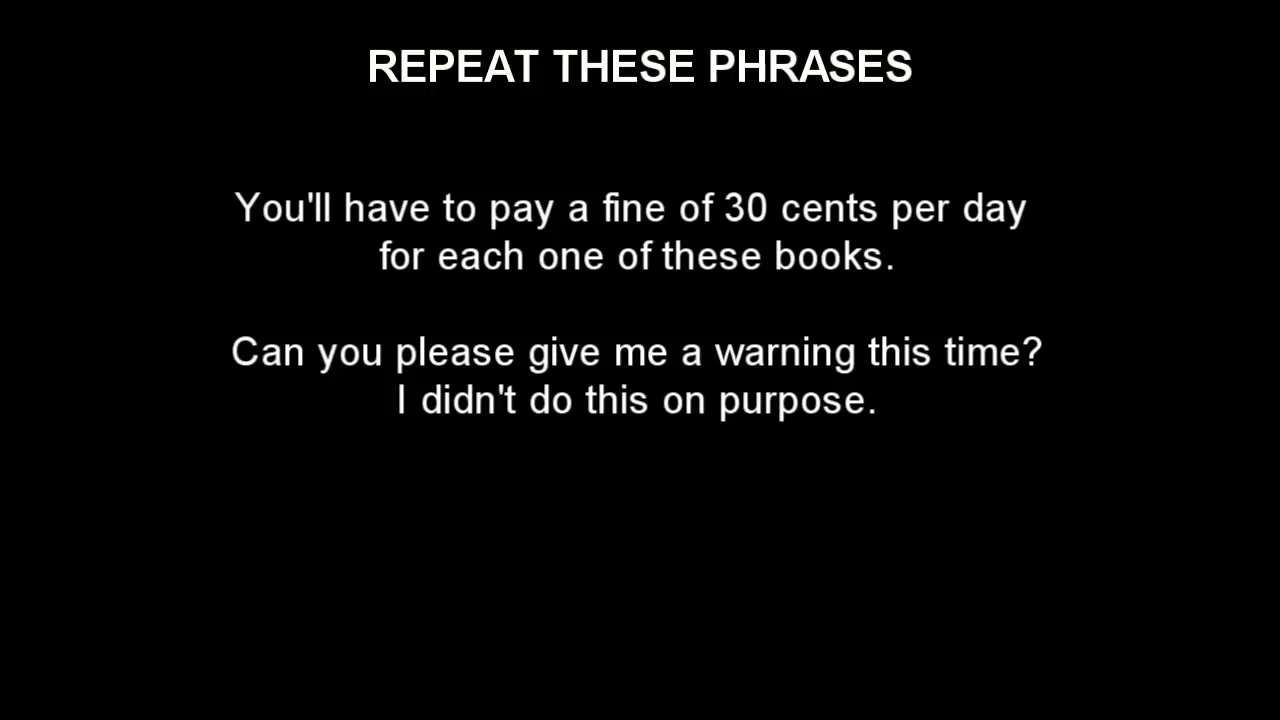 REPEAT THESE PHRASES
You'll have to pay a fine of 30 cents per day
for each one of these books.
Can you please give me a warning this time?
I didn't do this on purpose.